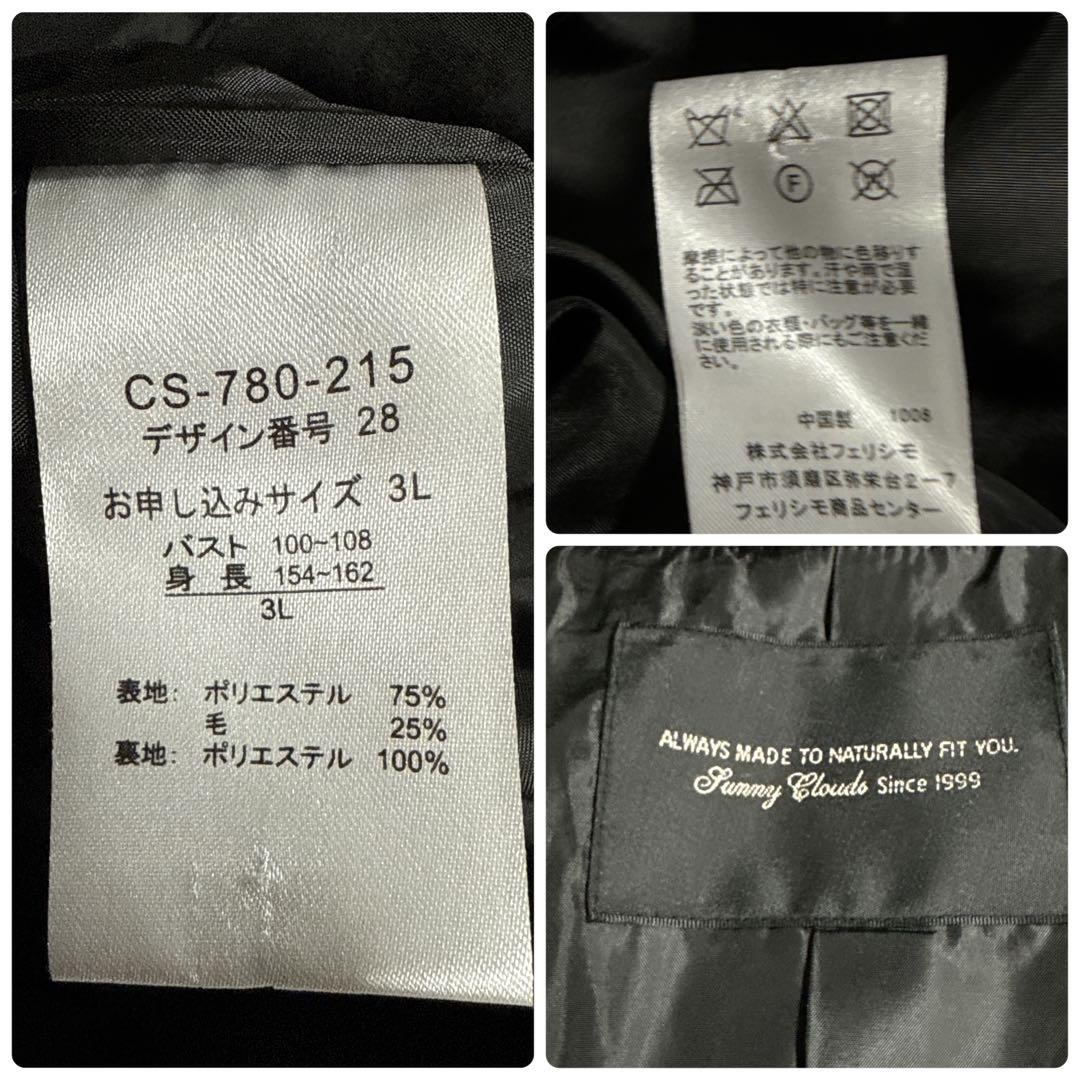 CS-780-215
デザイン番号 28
お申し込みサイズ 3L
バスト 100~108
身 長 154~162
3L
表地: ポリエステル 75%
毛 25%
裏地: ポリエステル 100%
F
摩擦によって他の物に色移りす
ることがあります。汗や雨で湿
った状態では特に注意が必要
です。
淡い色の衣類・バッグ等を一緒
に使用される際にもご注意くだ
さい。
中国製 1008
株式会社フェリシモ
神戸市須磨区弥栄台2-7
フェリシモ商品センター
ALWAYS MADE TO NATURALLY FIT YOU.
Sunny Clouds Since 1999